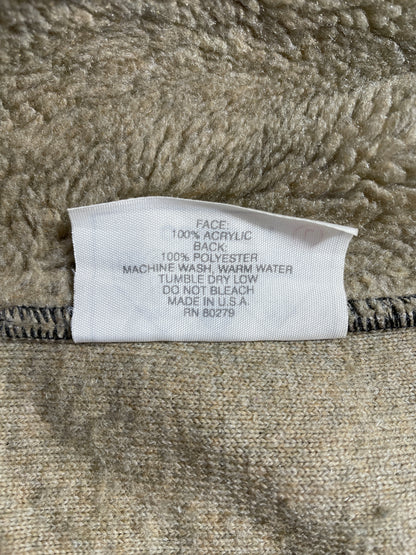 FACE:
100% ACRYLIC
BACK:
100% POLYESTER
MACHINE WASH, WARM WATER
TUMBLE DRY LOW
DO NOT BLEACH
MADE IN U.S.A.
RN 80279